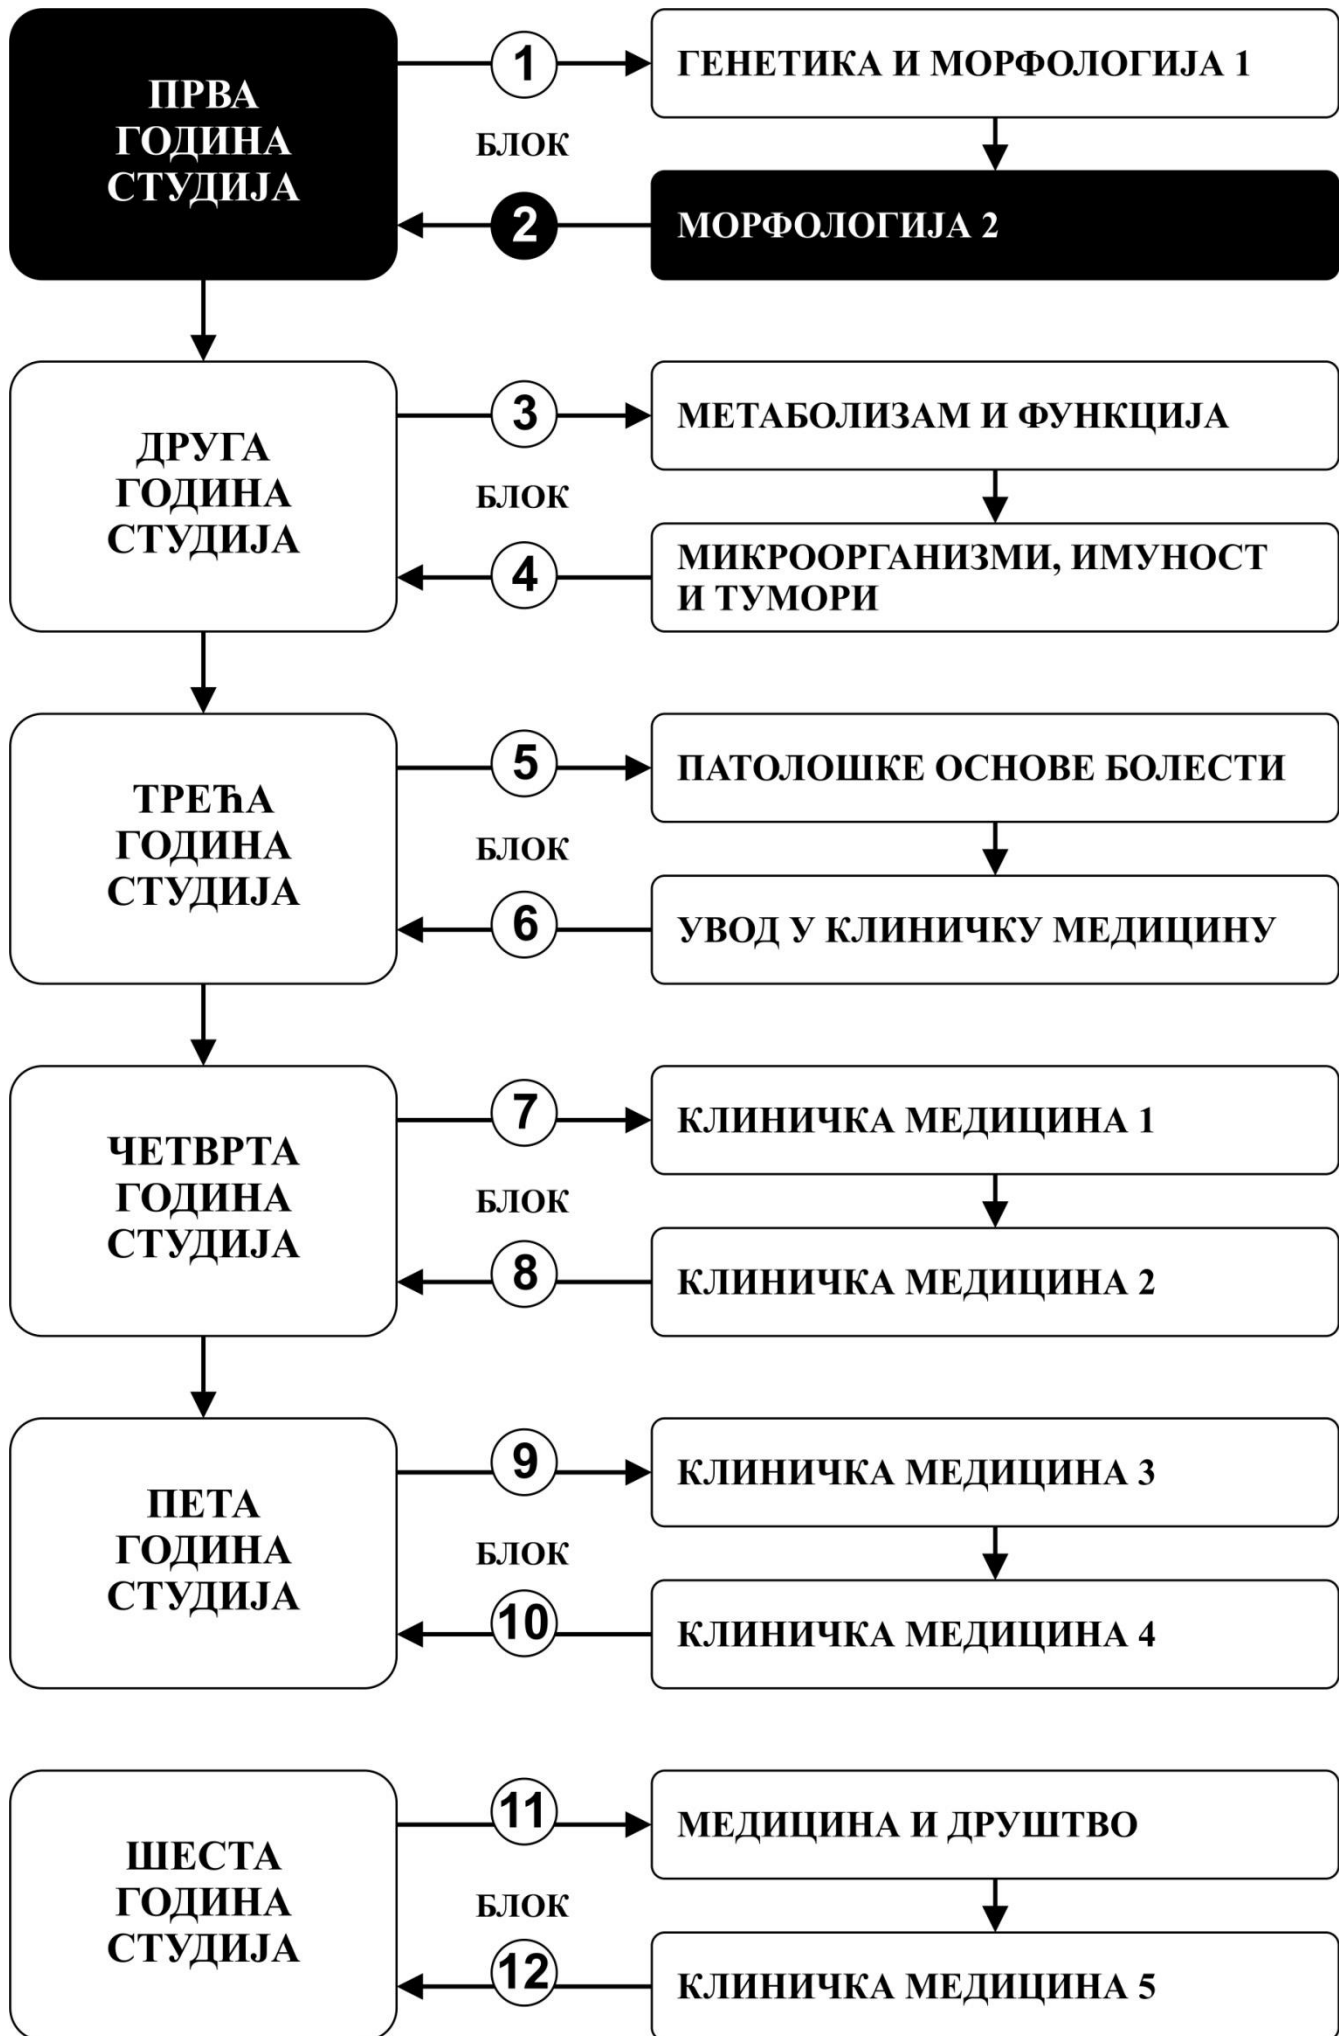 ПРВА
ГОДИНА
СТУДИЈА
1
БЛОК
2
ГЕНЕТИКА И МОРФОЛОГИЈА 1
МОРФОЛОГИЈА 2
ДРУГА
ГОДИНА
СТУДИЈА
3
БЛОК
4
МЕТАБОЛИЗАМ И ФУНКЦИЈА
МИКРООРГАНИЗМИ, ИМУНОСТ
И ТУМОРИ
ТРЕЋА
ГОДИНА
СТУДИЈА
5
БЛОК
6
ПАТОЛОШКЕ ОСНОВЕ БОЛЕСТИ
УВОД У КЛИНИЧКУ МЕДИЦИНУ
ЧЕТВРТА
ГОДИНА
СТУДИЈА
7
БЛОК
8
КЛИНИЧКА МЕДИЦИНА 1
КЛИНИЧКА МЕДИЦИНА 2
ПЕТА
ГОДИНА
СТУДИЈА
9
БЛОК
10
КЛИНИЧКА МЕДИЦИНА 3
КЛИНИЧКА МЕДИЦИНА 4
ШЕСТА
ГОДИНА
СТУДИЈА
11
БЛОК
12
МЕДИЦИНА И ДРУШТВО
КЛИНИЧКА МЕДИЦИНА 5